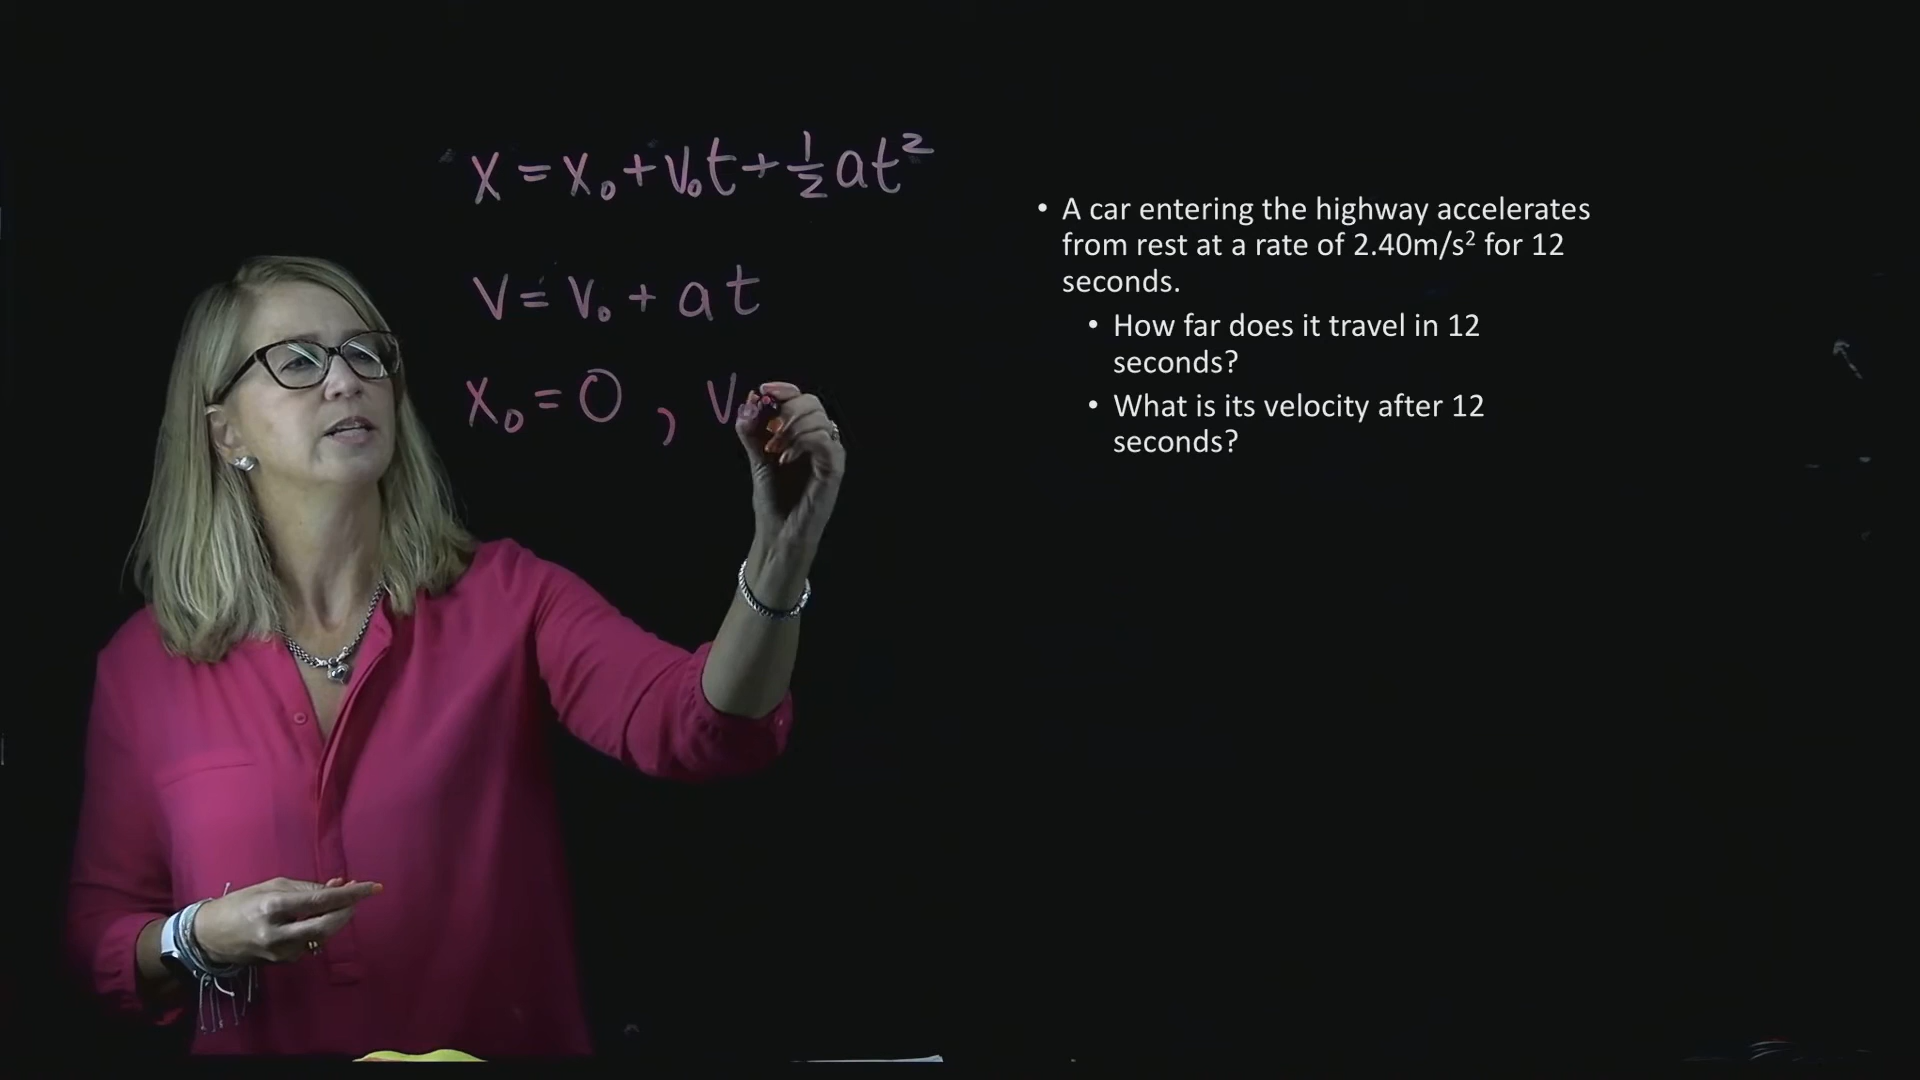 x = x₀ + v₀t + ½at²
v = v₀ + at
x₀ = 0 , v₀
• A car entering the highway accelerates
from rest at a rate of 2.40m/s² for 12
seconds.
• How far does it travel in 12
seconds?
• What is its velocity after 12
seconds?